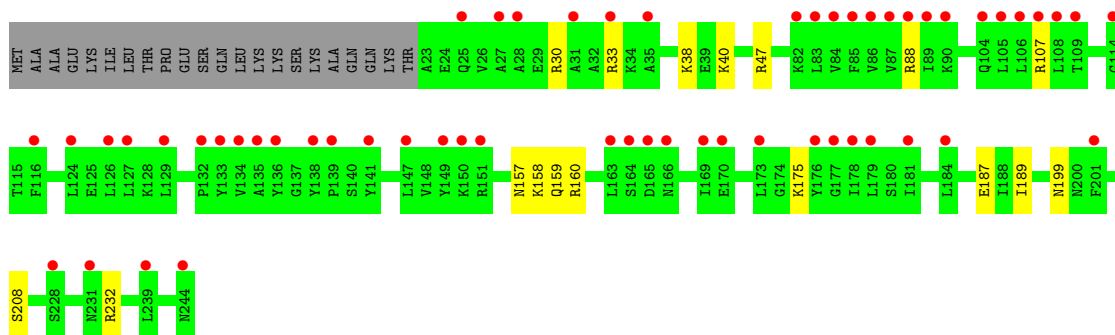 MET ALA ALA GLU LYS ILE LEU THR PRO GLU SER GLN LEU LYS LYS SER LYS ALA GLN GLN LYS THR A23 E24 Q25 V26 A27 A28 E29 R30 A31 A32 R33 K34 A35 K38 E39 K40 R47 K82 L83 V84 F85 V86 V87 R88 I89 K90 Q104 L105 L106 R107 L108 T109 G114
T115 F116 L124 E125 L126 L127 K128 L129 P132 Y133 V134 A135 Y136 G137 Y138 P139 S140 Y141 L147 V148 Y149 K150 R151 N157 K158 Q159 R160 L163 S164 D165 N166 I169 E170 L173 G174 K175 Y176 G177 I178 L179 S180 I181 L184 E187 I188 I189 N199 N200 F201
S208 S228 N231 R232 L239 N244